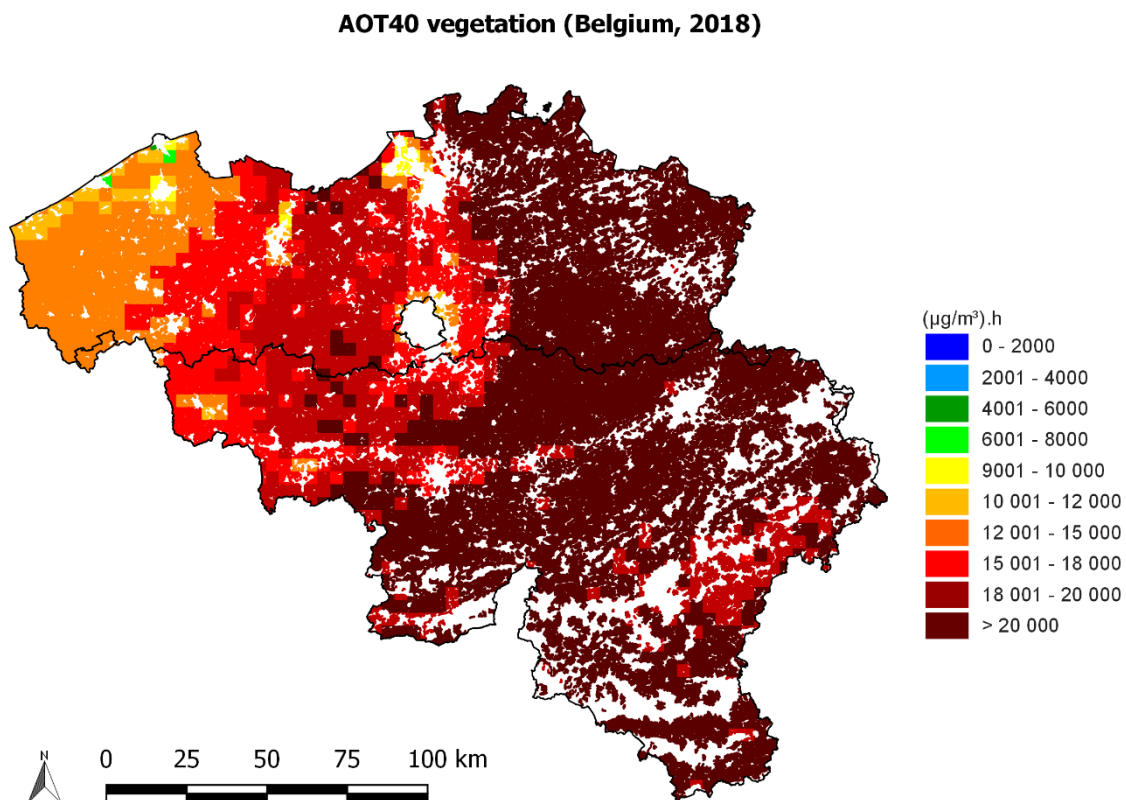 AOT40 vegetation (Belgium, 2018)
(µg/m³).h
0 - 2000
2001 - 4000
4001 - 6000
6001 - 8000
9001 - 10 000
10 001 - 12 000
12 001 - 15 000
15 001 - 18 000
18 001 - 20 000
> 20 000
N
0 25 50 75 100 km